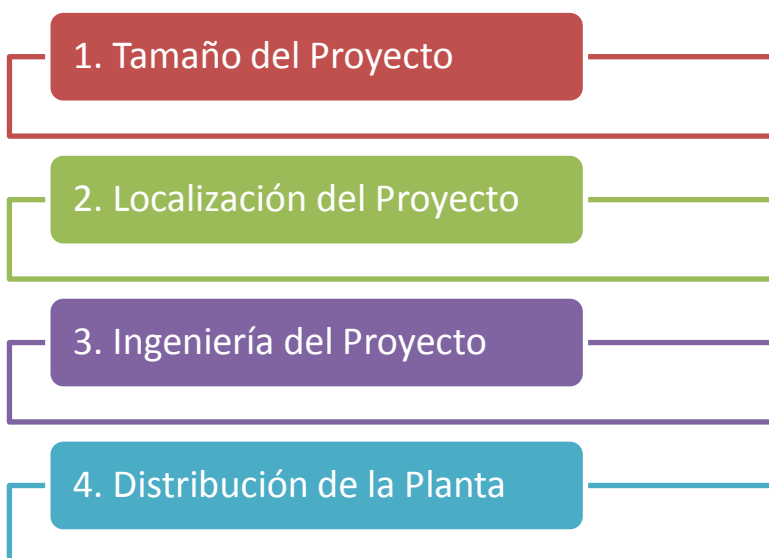 1. Tamaño del Proyecto
2. Localización del Proyecto
3. Ingeniería del Proyecto
4. Distribución de la Planta